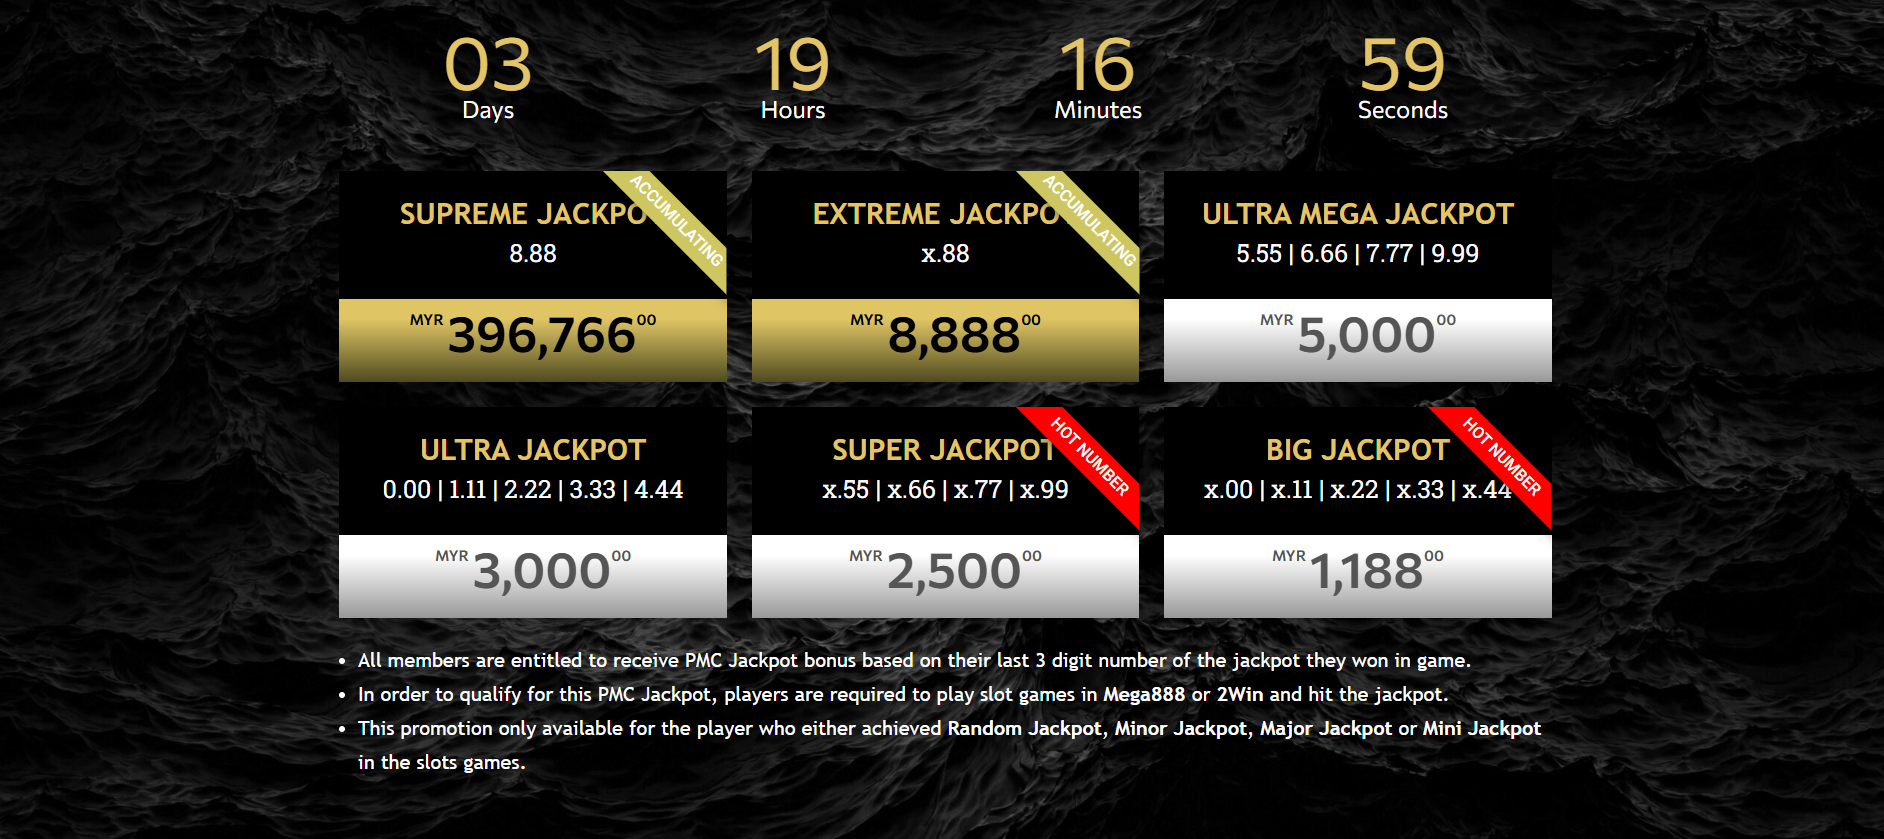 03 19 16 59
Days Hours Minutes Seconds
SUPREME JACKPO
ACCUMULATING
8.88
MYR 396,766 00
EXTREME JACKPO
ACCUMULATING
x.88
MYR 8,888 00
ULTRA MEGA JACKPOT
5.55 | 6.66 | 7.77 | 9.99
MYR 5,000 00
ULTRA JACKPOT
0.00 | 1.11 | 2.22 | 3.33 | 4.44
MYR 3,000 00
SUPER JACKPOT
HOT NUMBER
x.55 | x.66 | x.77 | x.99
MYR 2,500 00
BIG JACKPOT
HOT NUMBER
x.00 | x.11 | x.22 | x.33 | x.44
MYR 1,188 00
• All members are entitled to receive PMC Jackpot bonus based on their last 3 digit number of the jackpot they won in game.
• In order to qualify for this PMC Jackpot, players are required to play slot games in Mega888 or 2Win and hit the jackpot.
• This promotion only available for the player who either achieved Random Jackpot, Minor Jackpot, Major Jackpot or Mini Jackpot
in the slots games.